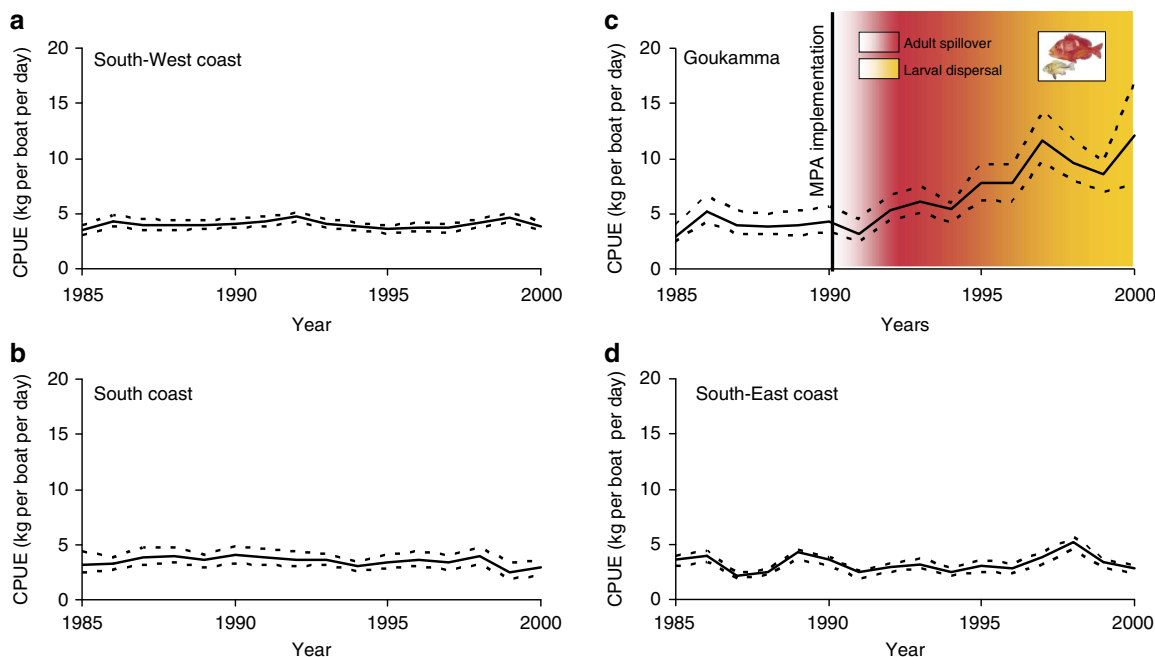 a
South-West coast
CPUE (kg per boat per day)
20
15
10
5
0
1985
1990
1995
2000
Year
b
South coast
CPUE (kg per boat per day)
20
15
10
5
0
1985
1990
1995
2000
Year
c
Goukamma
MPA implementation
Adult spillover
Larval dispersal
CPUE (kg per boat per day)
20
15
10
5
0
1985
1990
1995
2000
Years
d
South-East coast
CPUE (kg per boat per day)
20
15
10
5
0
1985
1990
1995
2000
Year